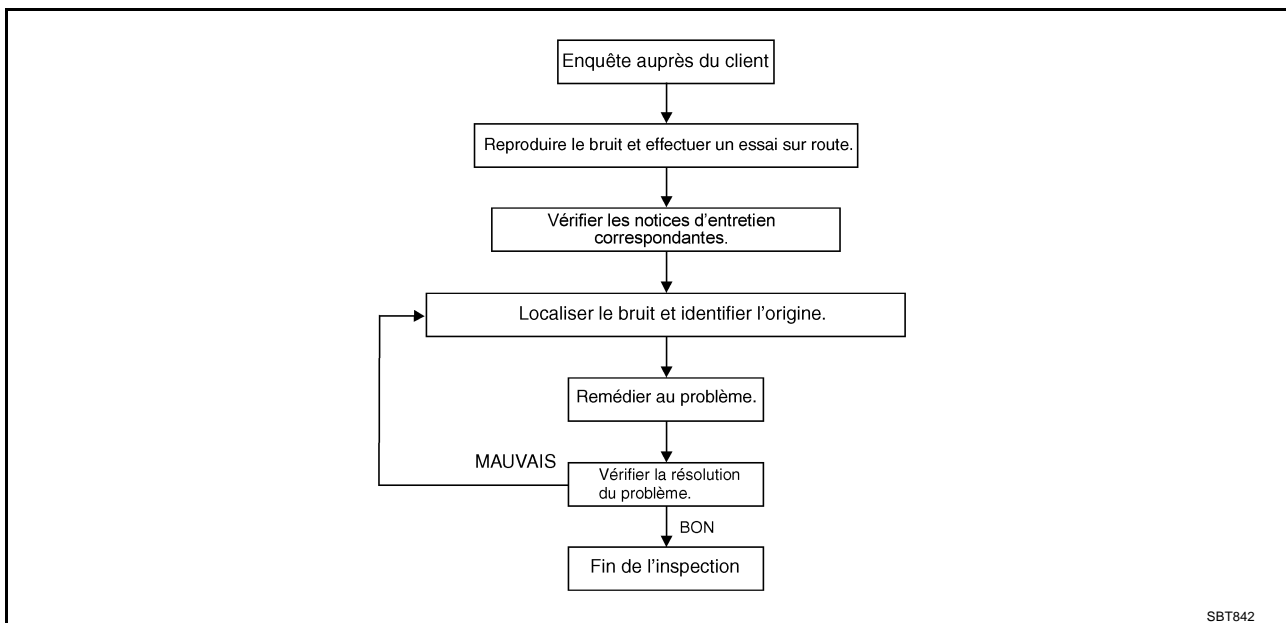 Enquête auprès du client
Reproduire le bruit et effectuer un essai sur route.
Vérifier les notices d'entretien
correspondantes.
Localiser le bruit et identifier l'origine.
Remédier au problème.
MAUVAIS
Vérifier la résolution
du problème.
BON
Fin de l'inspection
SBT842